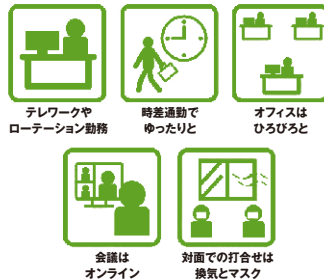 テレワークや
ローテーション勤務
時差通勤で
ゆったりと
オフィスは
ひろびろと
会議は
オンライン
対面での打合せは
換気とマスク